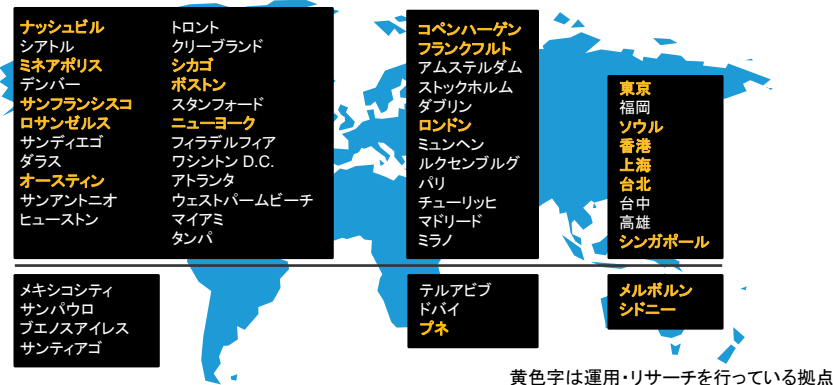 ナッシュビル
シアトル
ミネアポリス
デンバー
サンフランシスコ
ロサンゼルス
サンディエゴ
ダラス
オースティン
サンアントニオ
ヒューストン
トロント
クリーブランド
シカゴ
ボストン
スタンフォード
ニューヨーク
フィラデルフィア
ワシントン D.C.
アトランタ
ウェストパームビーチ
マイアミ
タンパ
コペンハーゲン
フランクフルト
アムステルダム
ストックホルム
ダブリン
ロンドン
ミュンヘン
ルクセンブルグ
パリ
チューリッヒ
マドリード
ミラノ
東京
福岡
ソウル
香港
上海
台北
台中
高雄
シンガポール
メキシコシティ
サンパウロ
ブエノスアイレス
サンティアゴ
テルアビブ
ドバイ
プネ
メルボルン
シドニー
黄色字は運用・リサーチを行っている拠点